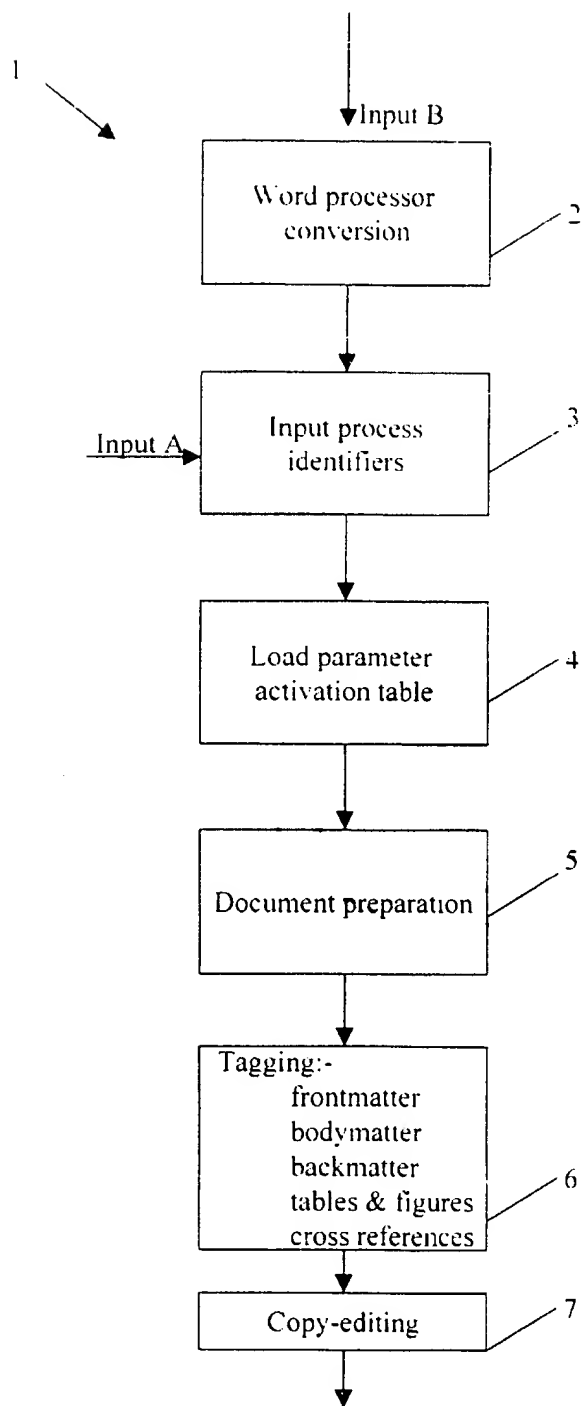 1
Input B
Word processor
conversion
2
Input A
Input process
identifiers
3
Load parameter
activation table
4
Document preparation
5
Tagging:-
frontmatter
bodymatter
backmatter
tables & figures
cross references
6
Copy-editing
7